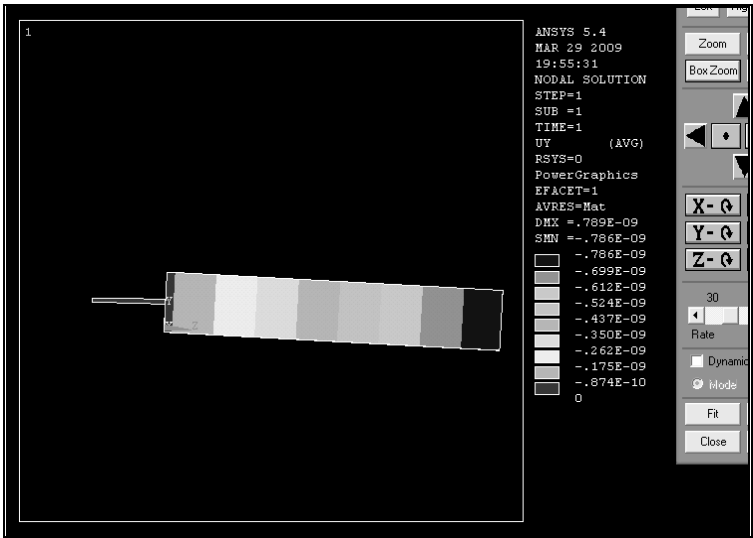 1
ANSYS 5.4
MAR 29 2009
19:55:31
NODAL SOLUTION
STEP=1
SUB =1
TIME=1
UY (AVG)
RSYS=0
PowerGraphics
EFACET=1
AVRES=Mat
DMX =.789E-09
SMN =-.786E-09
-.786E-09
-.699E-09
-.612E-09
-.524E-09
-.437E-09
-.350E-09
-.262E-09
-.175E-09
-.874E-10
0
Y
Z
Zoom
Box Zoom
X-
Y-
Z-
30
Rate
Dynamic
Model
Fit
Close